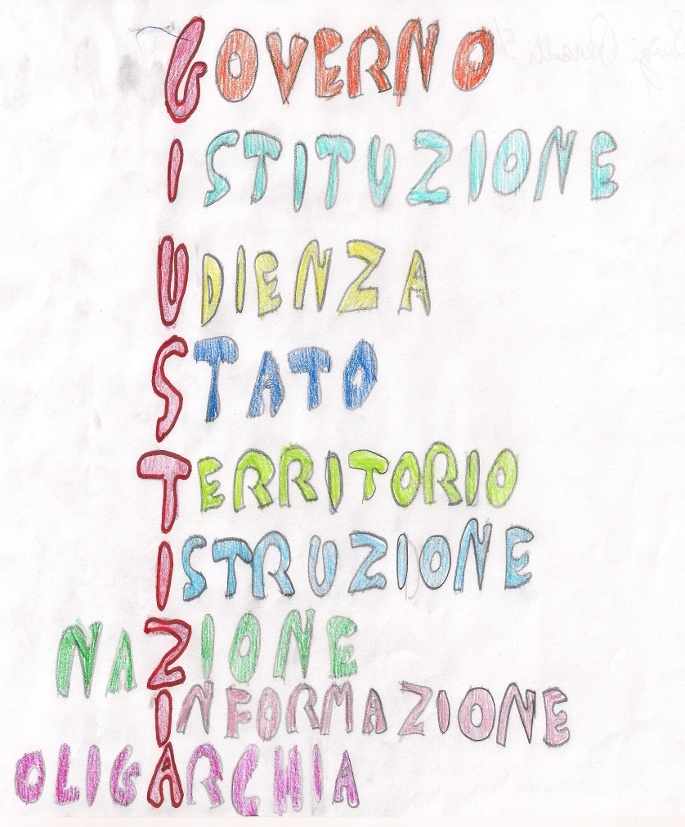 GOVERNO
ISTITUZIONE
UDIENZA
STATO
TERRITORIO
ISTRUZIONE
NAZIONE
INFORMAZIONE
OLIGARCHIA